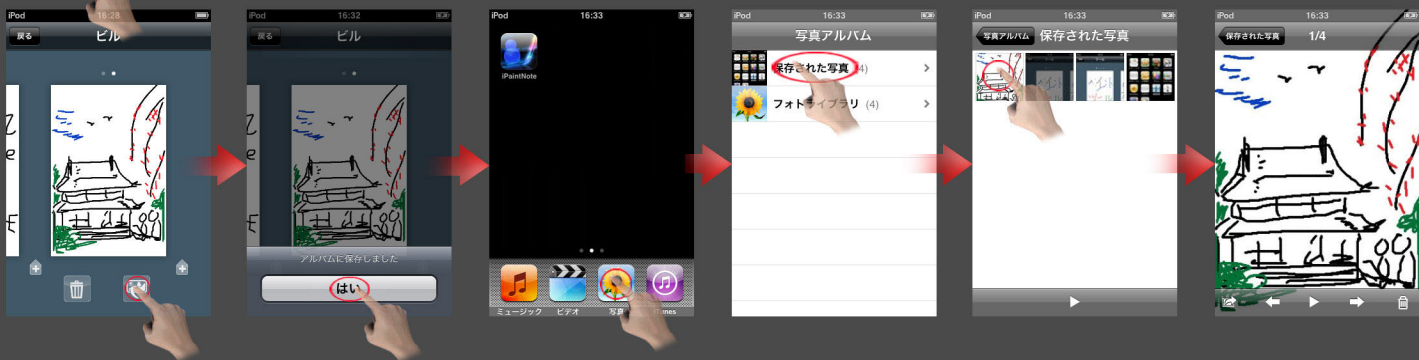 iPod 16:28
戻る ビル
iPod 16:32
戻る ビル
アルバムに保存しました
はい
iPod 16:33
iPaintNote
ミュージック ビデオ 写真 iTunes
iPod 16:33
写真アルバム
保存された写真 (4)
フォトライブラリ (4)
iPod 16:33
写真アルバム 保存された写真
iPod 16:33
保存された写真 1/4